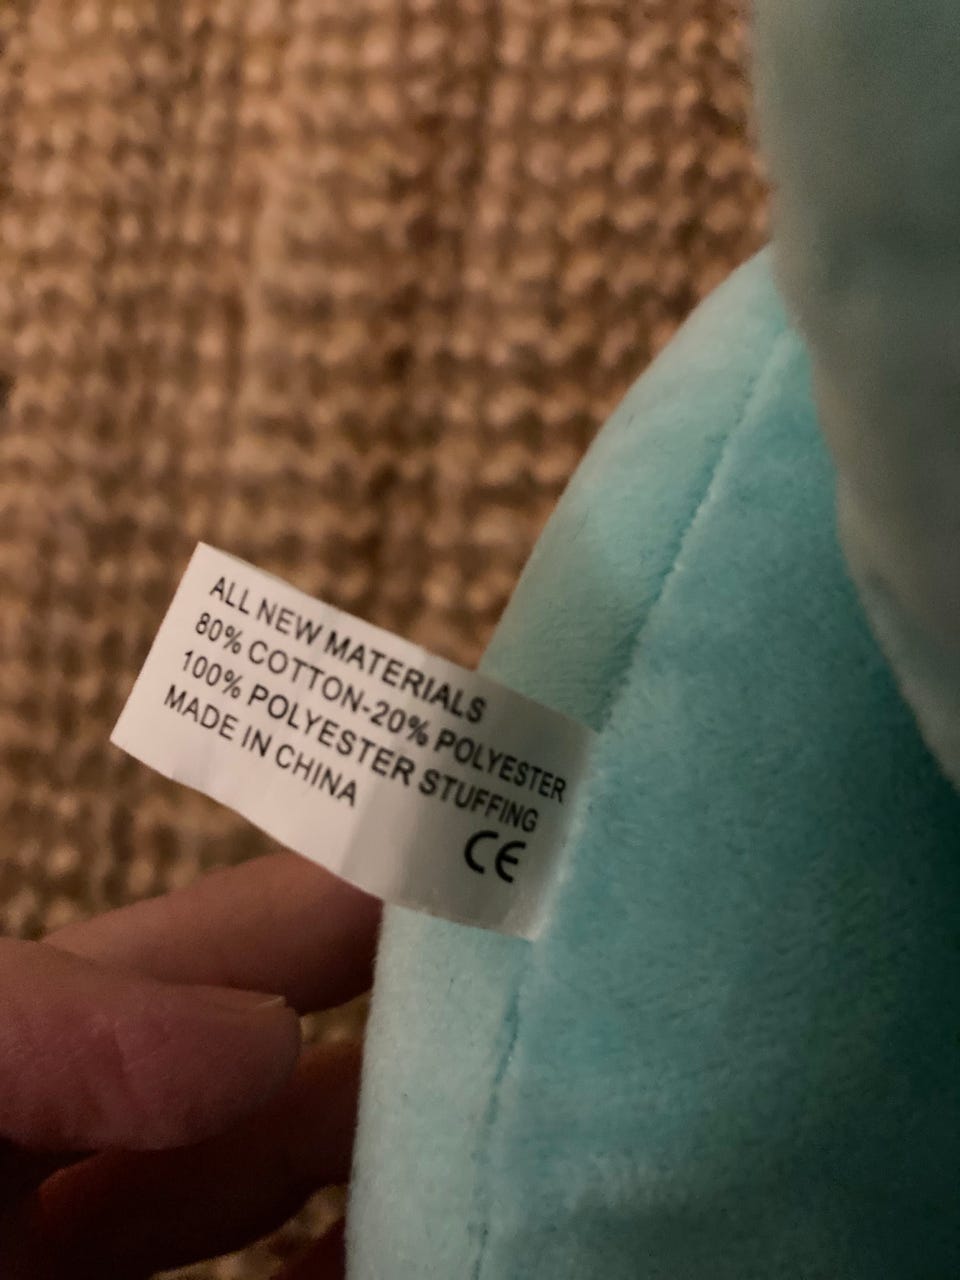 ALL NEW MATERIALS
80% COTTON-20% POLYESTER
100% POLYESTER STUFFING
MADE IN CHINA
CE